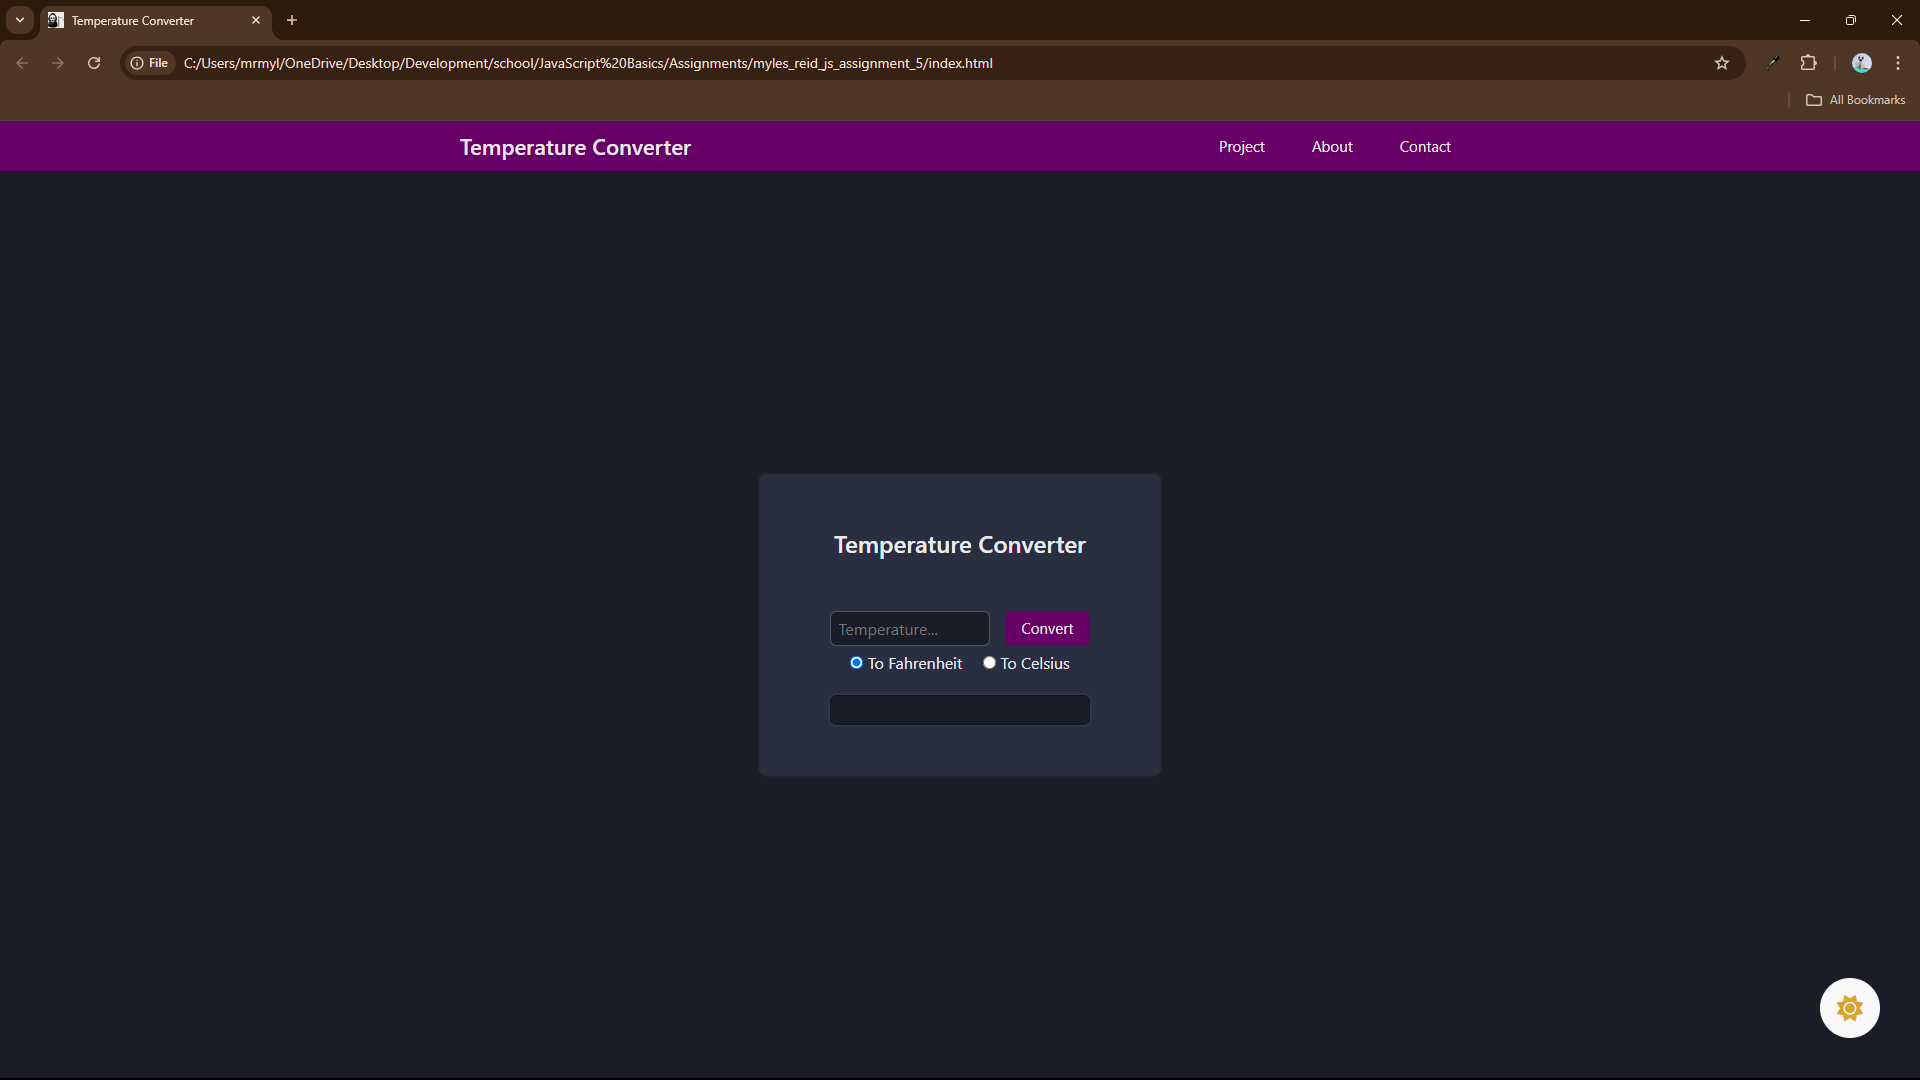 Temperature Converter
File C:/Users/mrmyl/OneDrive/Desktop/Development/school/JavaScript%20Basics/Assignments/myles_reid_js_assignment_5/index.html
All Bookmarks
Temperature Converter Project About Contact
Temperature Converter
Temperature... Convert
To Fahrenheit To Celsius